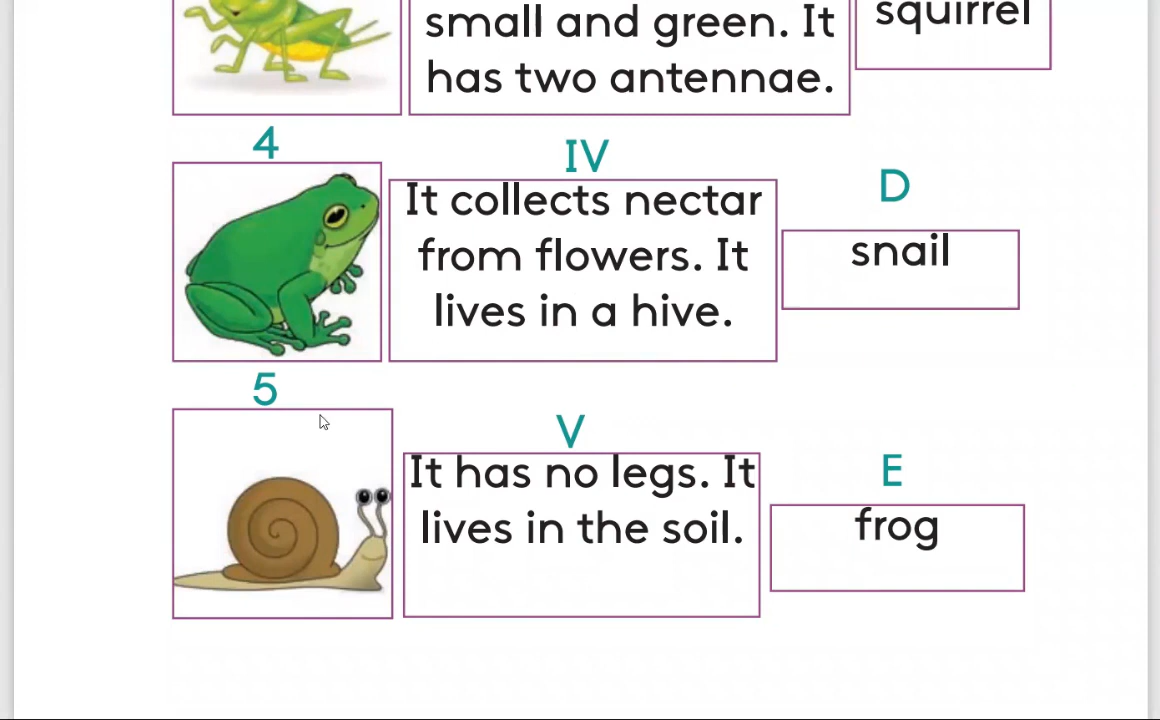 squirrel
small and green. It
has two antennae.
4
IV
D
It collects nectar
from flowers. It
lives in a hive.
snail
5
V
E
It has no legs. It
lives in the soil.
frog